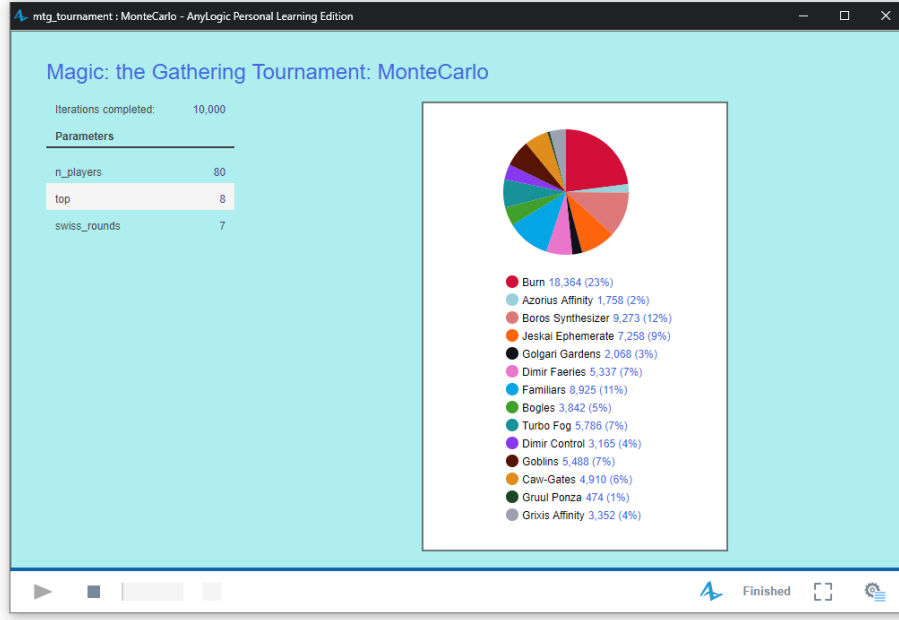 mtg_tournament : MonteCarlo - AnyLogic Personal Learning Edition
Magic: the Gathering Tournament: MonteCarlo
Iterations completed: 10,000
Parameters
n_players 80
top 8
swiss_rounds 7
Burn 18,364 (23%)
Azorius Affinity 1,758 (2%)
Boros Synthesizer 9,273 (12%)
Jeskai Ephemerate 7,258 (9%)
Golgari Gardens 2,068 (3%)
Dimir Faeries 5,337 (7%)
Familiars 8,925 (11%)
Bogles 3,842 (5%)
Turbo Fog 5,786 (7%)
Dimir Control 3,165 (4%)
Goblins 5,488 (7%)
Caw-Gates 4,910 (6%)
Gruul Ponza 474 (1%)
Grixis Affinity 3,352 (4%)
Finished